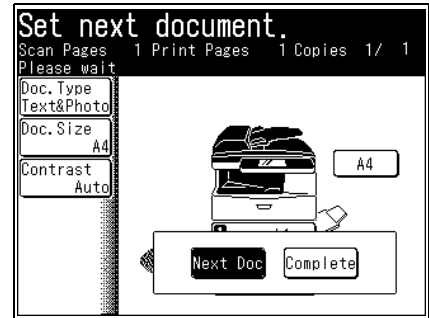 Set next document.
Scan Pages 1 Print Pages 1 Copies 1/ 1
Please wait
Doc. Type
Text&Photo
Doc. Size
A4
Contrast
Auto
A4
Next Doc Complete